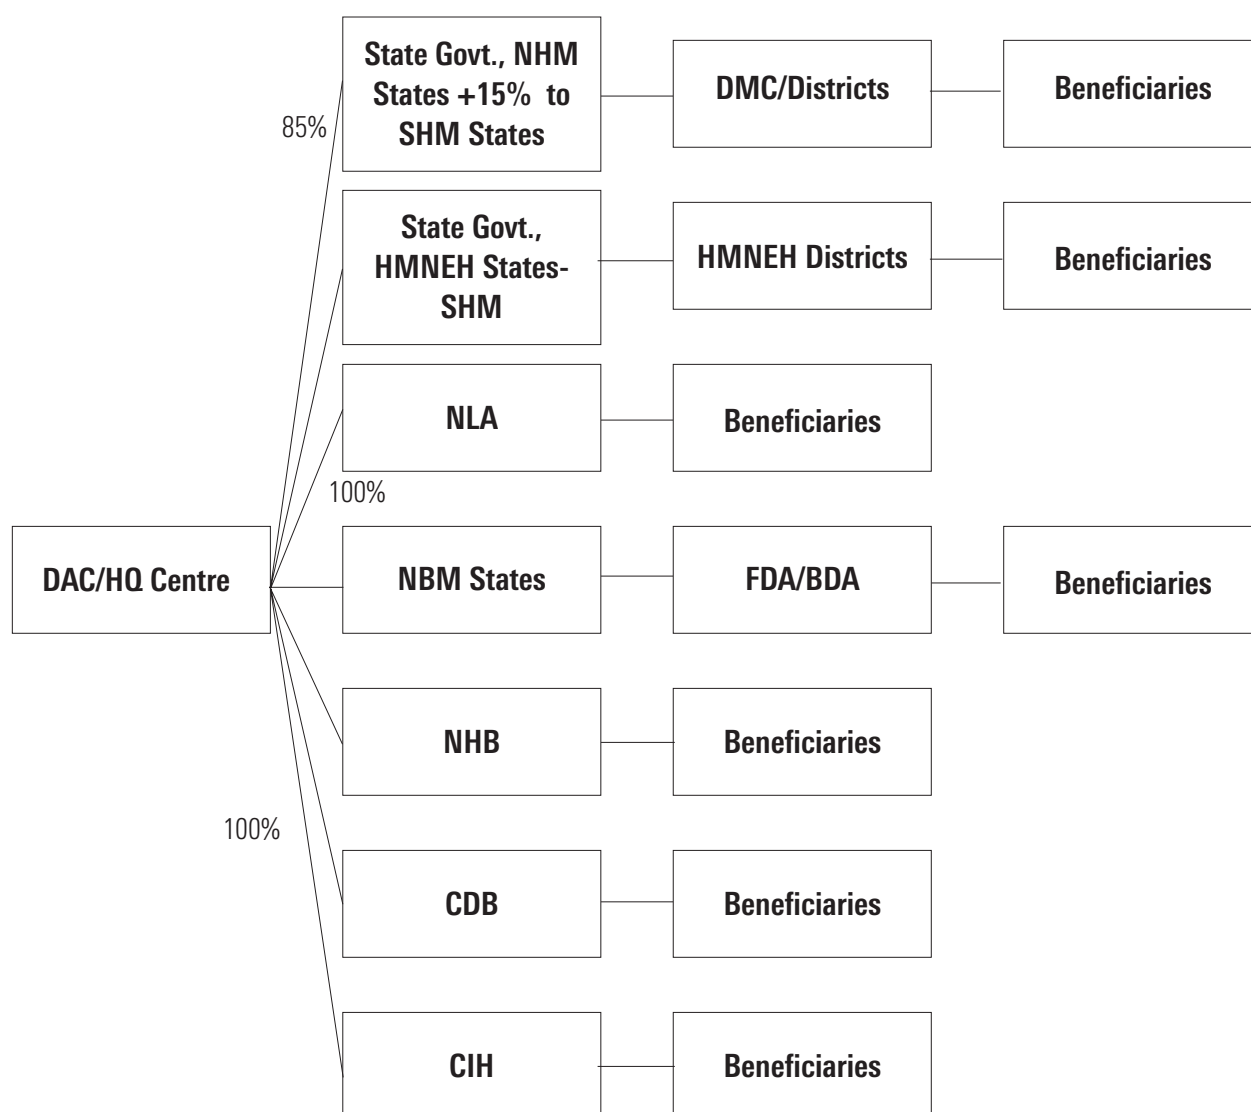 State Govt., NHM
States +15% to
SHM States
DMC/Districts
Beneficiaries
85%
State Govt.,
HMNEH States-
SHM
HMNEH Districts
Beneficiaries
NLA
Beneficiaries
100%
DAC/HQ Centre
NBM States
FDA/BDA
Beneficiaries
NHB
Beneficiaries
100%
CDB
Beneficiaries
CIH
Beneficiaries